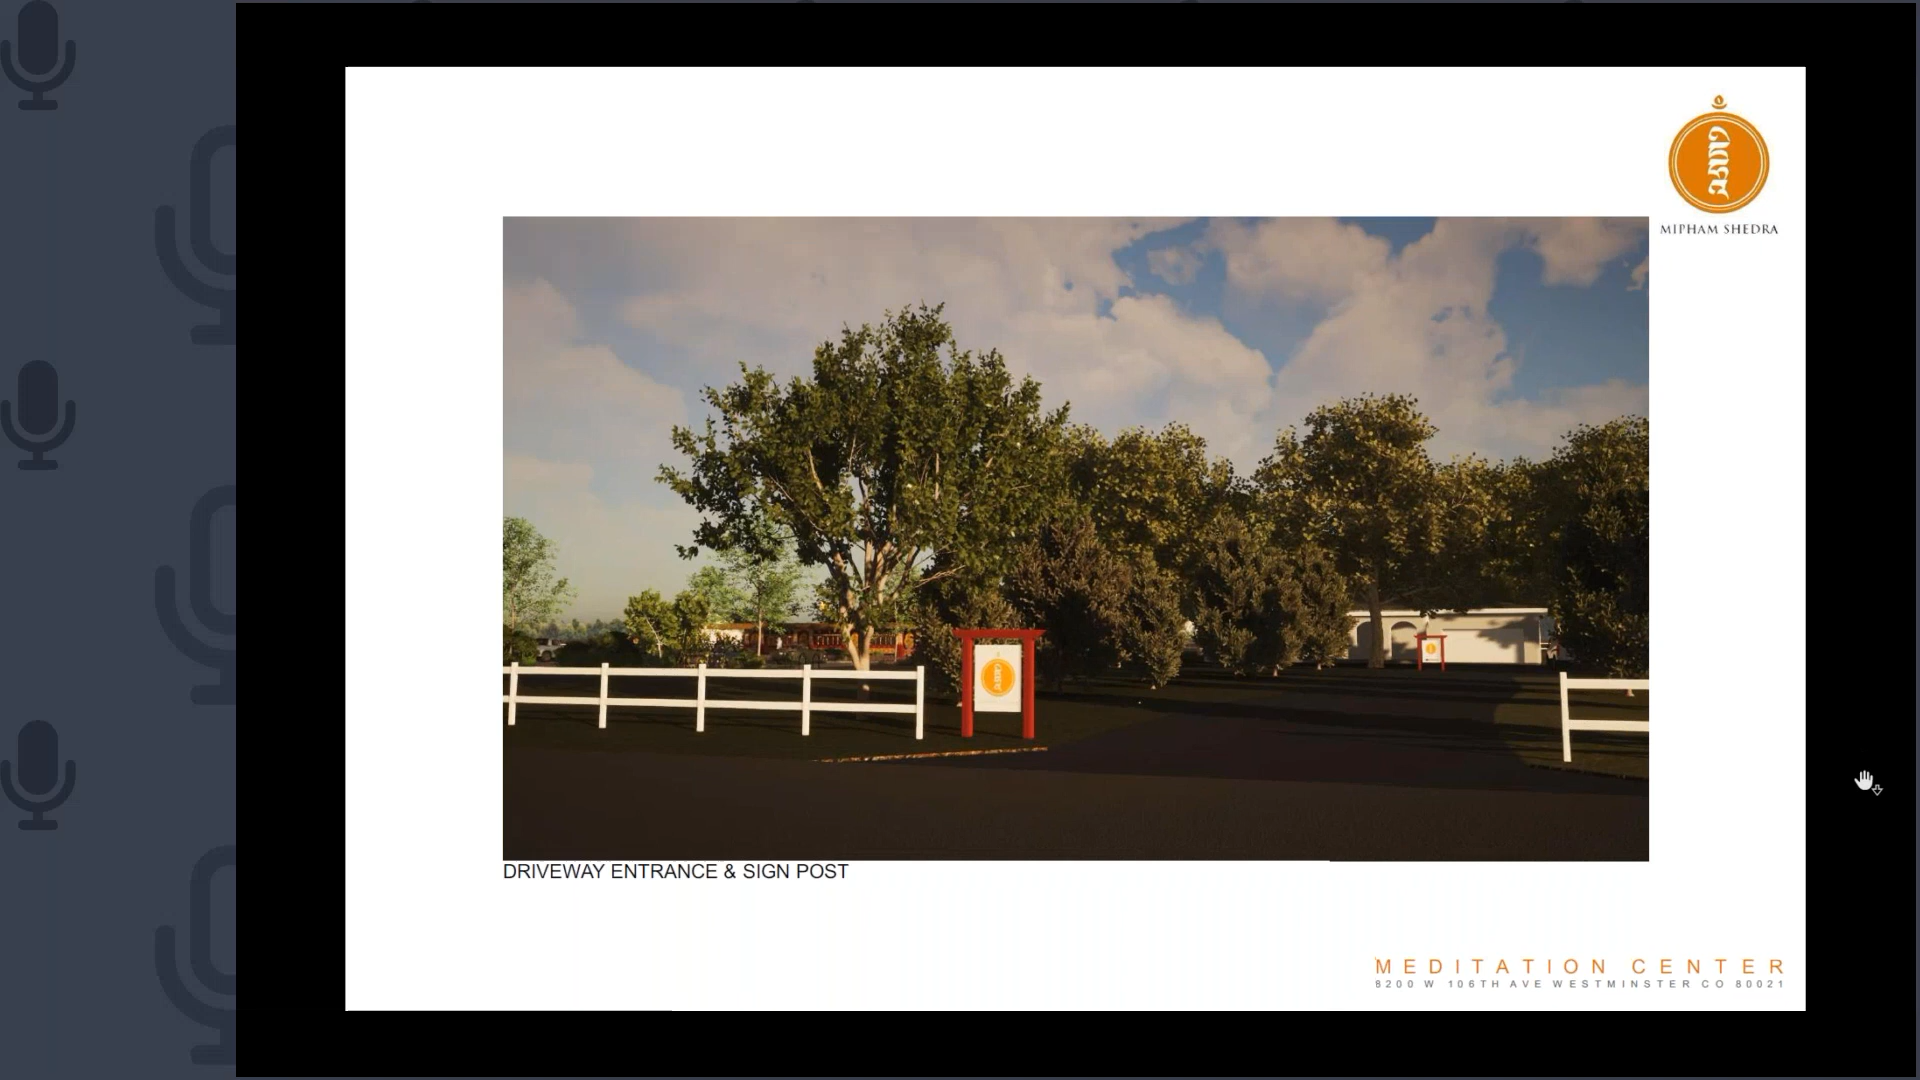 MIPHAM SHEDRA
DRIVEWAY ENTRANCE & SIGN POST
MEDITATION CENTER
8200 W 106TH AVE WESTMINSTER CO 80021